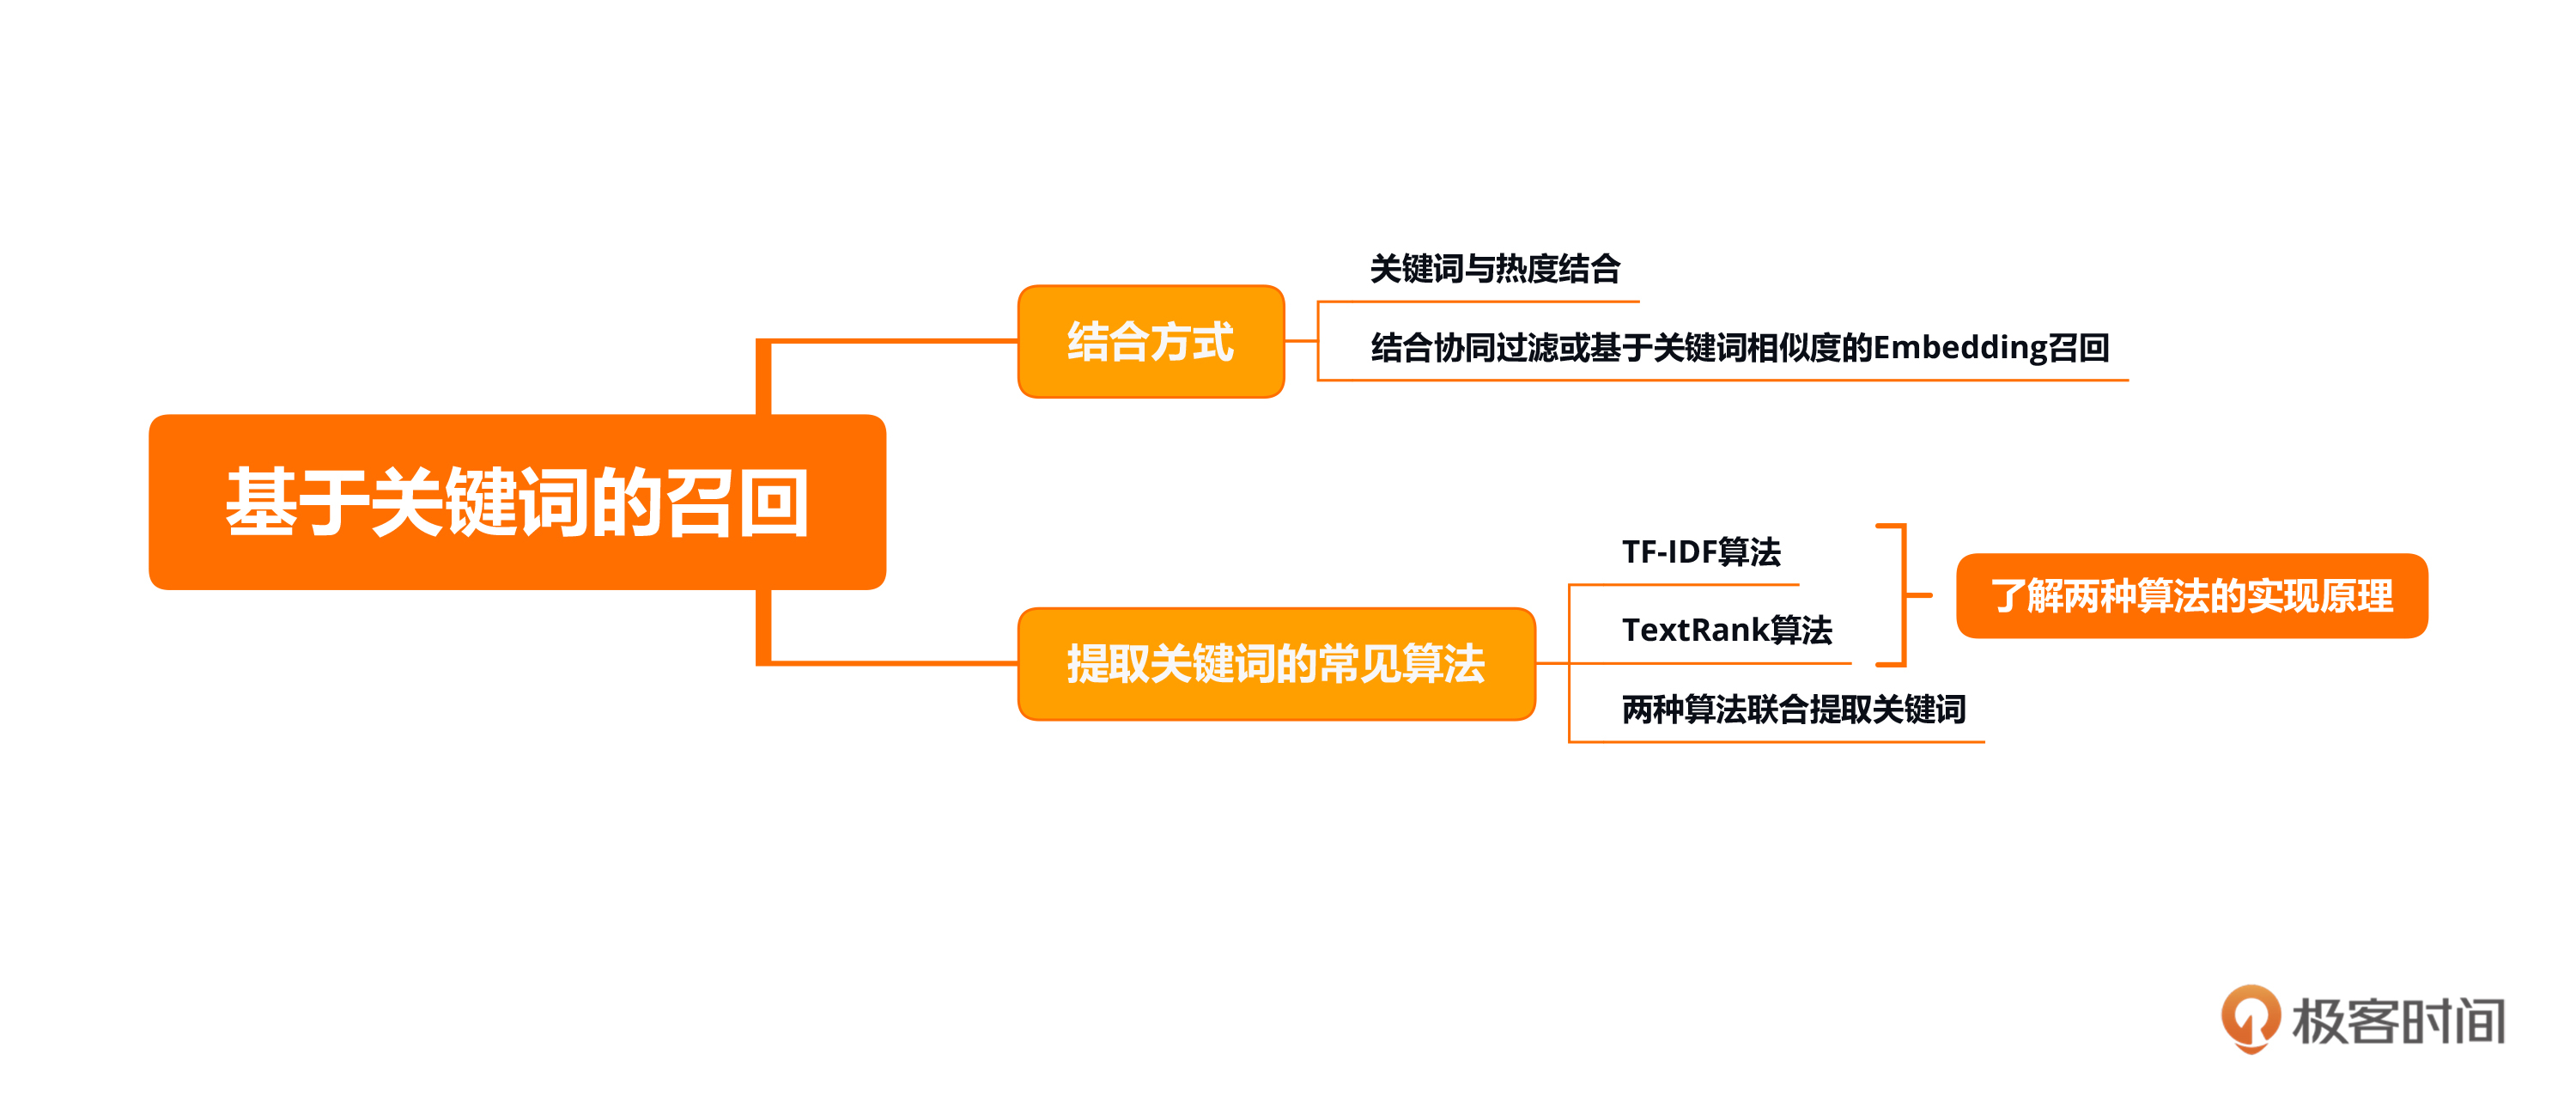 基于关键词的召回
结合方式
关键词与热度结合
结合协同过滤或基于关键词相似度的Embedding召回
提取关键词的常见算法
TF-IDF算法
TextRank算法
两种算法联合提取关键词
了解两种算法的实现原理
极客时间